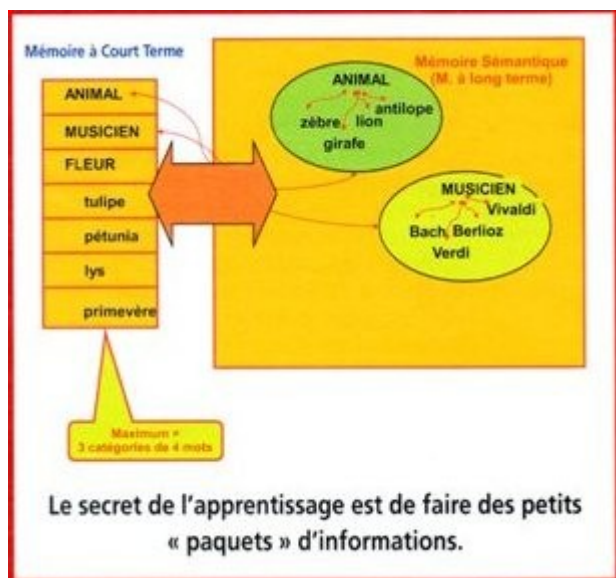 Mémoire à Court Terme
ANIMAL
MUSICIEN
FLEUR
tulipe
pétunia
lys
primevère
Maximum =
3 catégories de 4 mots
Mémoire Sémantique
(M. à long terme)
ANIMAL
antilope
zèbre lion
girafe
MUSICIEN
Vivaldi
Bach Berlioz
Verdi
Le secret de l'apprentissage est de faire des petits
« paquets » d'informations.